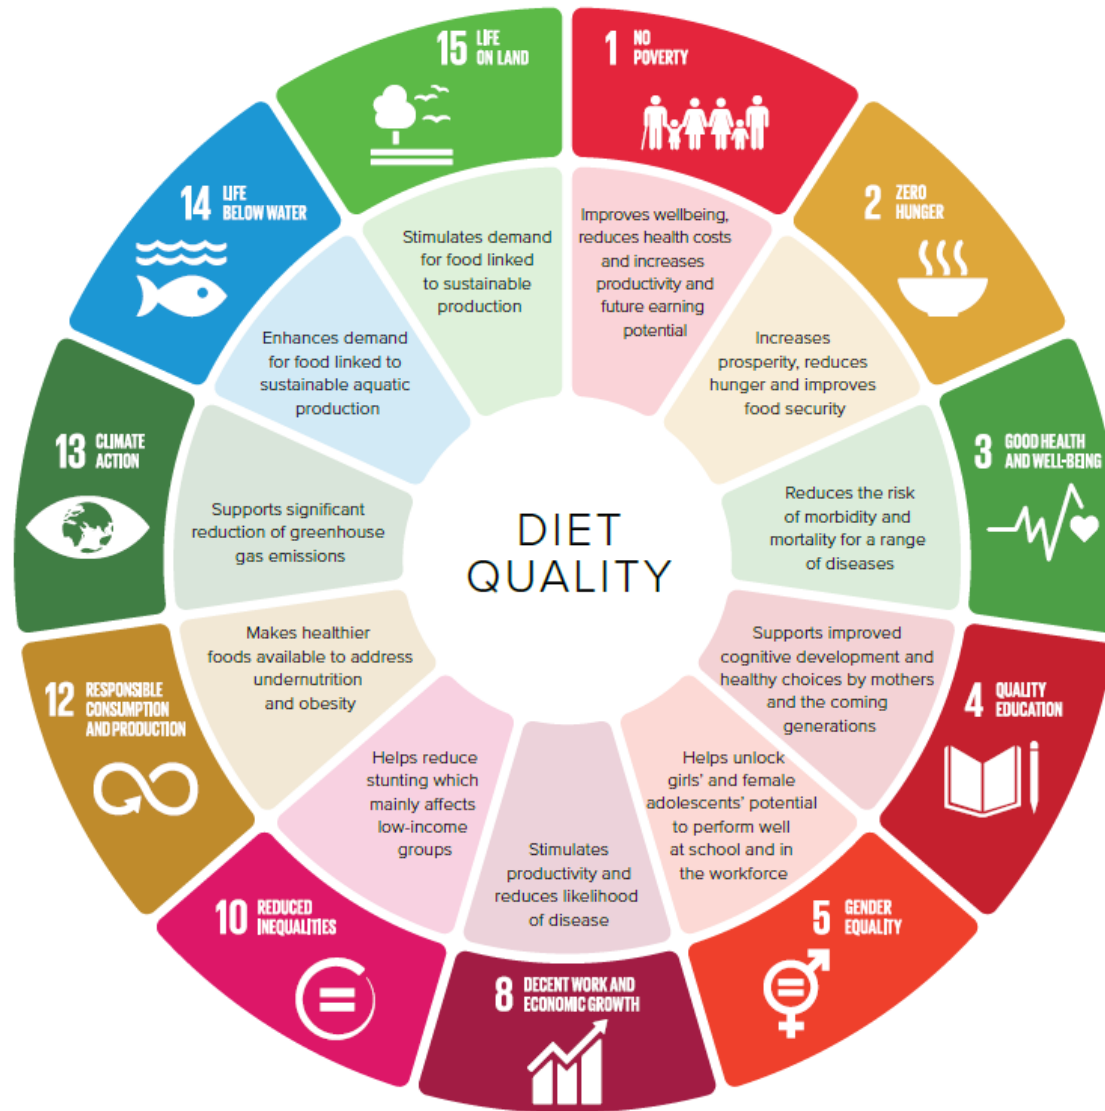 DIET
QUALITY
1 NO
POVERTY
Improves wellbeing,
reduces health costs
and increases
productivity and
future earning
potential
2 ZERO
HUNGER
Increases
prosperity, reduces
hunger and improves
food security
3 GOOD HEALTH
AND WELL-BEING
Reduces the risk
of morbidity and
mortality for a range
of diseases
4 QUALITY
EDUCATION
Supports improved
cognitive development and
healthy choices by mothers
and the coming
generations
5 GENDER
EQUALITY
Helps unlock
girls' and female
adolescents' potential
to perform well
at school and in
the workforce
8 DECENT WORK AND
ECONOMIC GROWTH
Stimulates
productivity and
reduces likelihood
of disease
10 REDUCED
INEQUALITIES
Helps reduce
stunting which
mainly affects
low-income
groups
12 RESPONSIBLE
CONSUMPTION
AND PRODUCTION
Makes healthier
foods available to address
undernutrition
and obesity
13 CLIMATE
ACTION
Supports significant
reduction of greenhouse
gas emissions
14 LIFE
BELOW WATER
Enhances demand
for food linked to
sustainable aquatic
production
15 LIFE
ON LAND
Stimulates demand
for food linked
to sustainable
production